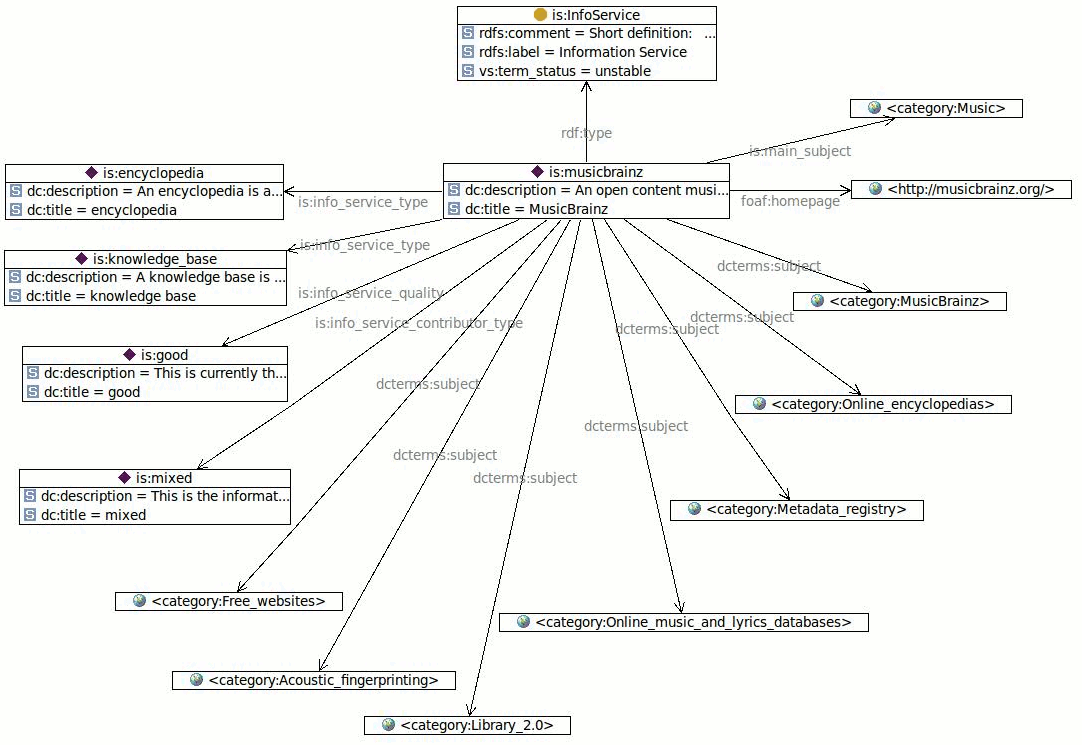 is:InfoService
rdfs:comment = Short definition: ...
rdfs:label = Information Service
vs:term_status = unstable
<category:Music>
rdf:type
is:main_subject
is:encyclopedia
dc:description = An encyclopedia is a...
dc:title = encyclopedia
is:musicbrainz
dc:description = An open content musi...
dc:title = MusicBrainz
<http://musicbrainz.org/>
is:info_service_type
foaf:homepage
is:info_service_type
is:knowledge_base
dc:description = A knowledge base is ...
dc:title = knowledge base
dcterms:subject
is:info_service_quality
<category:MusicBrainz>
is:info_service_contributor_type
dcterms:subject
dcterms:subject
is:good
dc:description = This is currently th...
dc:title = good
dcterms:subject
<category:Online_encyclopedias>
dcterms:subject
dcterms:subject
dcterms:subject
is:mixed
dc:description = This is the informat...
dc:title = mixed
<category:Metadata_registry>
<category:Free_websites>
<category:Online_music_and_lyrics_databases>
<category:Acoustic_fingerprinting>
<category:Library_2.0>